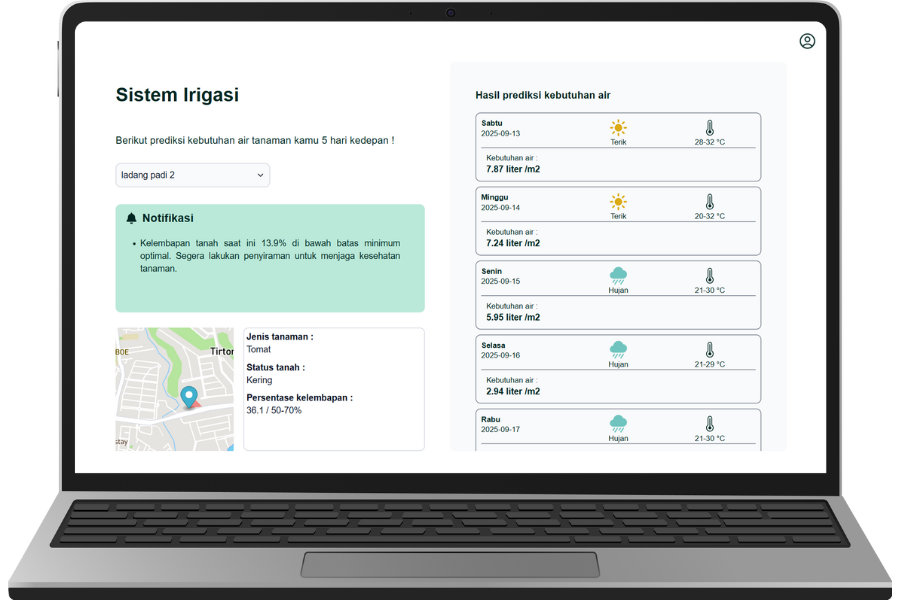 Sistem Irigasi
Berikut prediksi kebutuhan air tanaman kamu 5 hari kedepan !
ladang padi 2
Notifikasi
• Kelembapan tanah saat ini 13.9% di bawah batas minimum
optimal. Segera lakukan penyiraman untuk menjaga kesehatan
tanaman.
BOE
Tirtor
stay
Jenis tanaman :
Tomat
Status tanah :
Kering
Persentase kelembapan :
36.1 / 50-70%
Hasil prediksi kebutuhan air
Sabtu
2025-09-13
Terik
28-32 °C
Kebutuhan air :
7.87 liter /m2
Minggu
2025-09-14
Terik
20-32 °C
Kebutuhan air :
7.24 liter /m2
Senin
2025-09-15
Hujan
21-30 °C
Kebutuhan air :
5.95 liter /m2
Selasa
2025-09-16
Hujan
21-29 °C
Kebutuhan air :
2.94 liter /m2
Rabu
2025-09-17
Hujan
21-30 °C